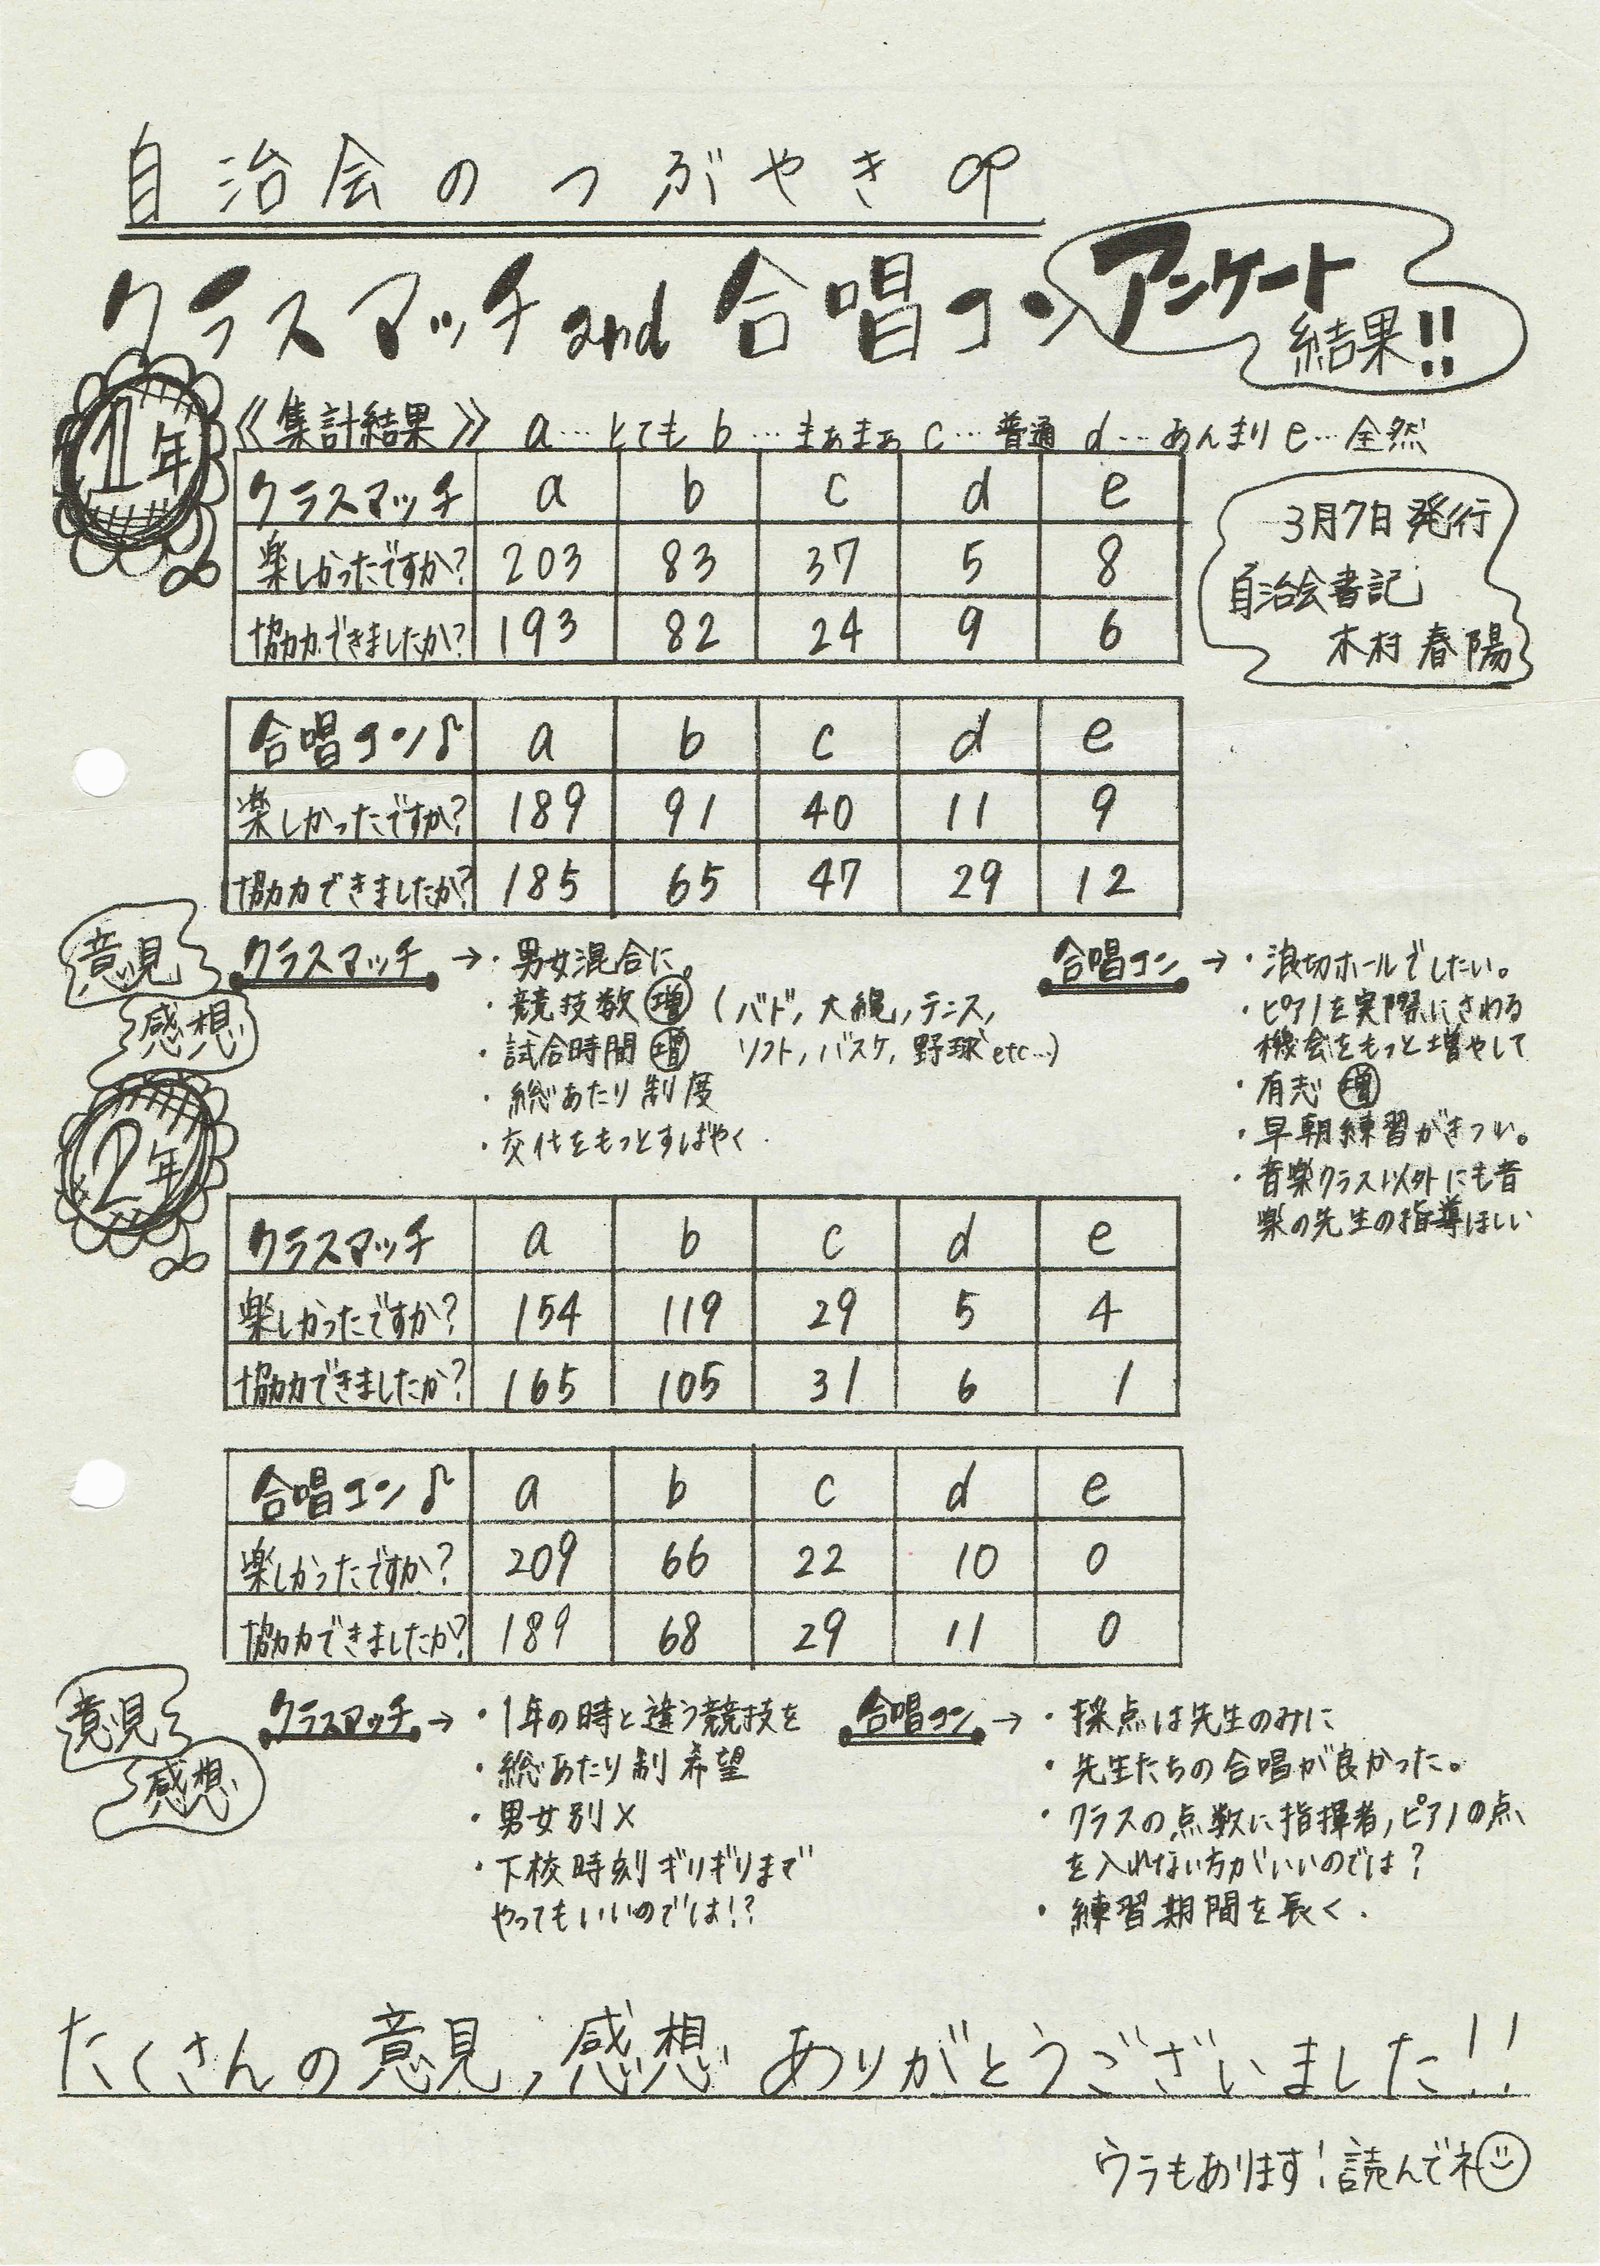 自治会のつぶやき
クラスマッチand合唱コンアンケート
結果!!
1年
《集計結果》 a…とても b…まぁまぁ c…普通 d…あんまり e…全然
3月7日発行
自治会書記
木村春陽
クラスマッチ a b c d e
楽しかったですか? 203 83 37 5 8
協力できましたか? 193 82 24 9 6
合唱コン♪ a b c d e
楽しかったですか? 189 91 40 11 9
協力できましたか? 185 65 47 29 12
意見
感想
クラスマッチ→・男女混合に。
・競技数増(バド,大縄,テニス,
・試合時間増 ソフト,バスケ,野球etc…)
・総あたり制度
・交代をもっとすばやく.
合唱コン→・浪切ホールでしたい。
・ピアノを実際にさわる
機会をもっと増やして
・有志増
・早朝練習がきつい。
・音楽クラス以外にも音
楽の先生の指導ほしい
2年
クラスマッチ a b c d e
楽しかったですか? 154 119 29 5 4
協力できましたか? 165 105 31 6 1
合唱コン♪ a b c d e
楽しかったですか? 209 66 22 10 0
協力できましたか? 189 68 29 11 0
意見
感想
クラスマッチ→・1年の時と違う競技を
・総あたり制希望
・男女別×
・下校時刻ギリギリまで
やってもいいのでは!?
合唱コン→・採点は先生のみに
・先生たちの合唱が良かった。
・クラスの点数に指揮者,ピアノの点
を入れない方がいいのでは?
・練習期間を長く.
たくさんの意見,感想ありがとうございました!!
ウラもあります!読んでネ